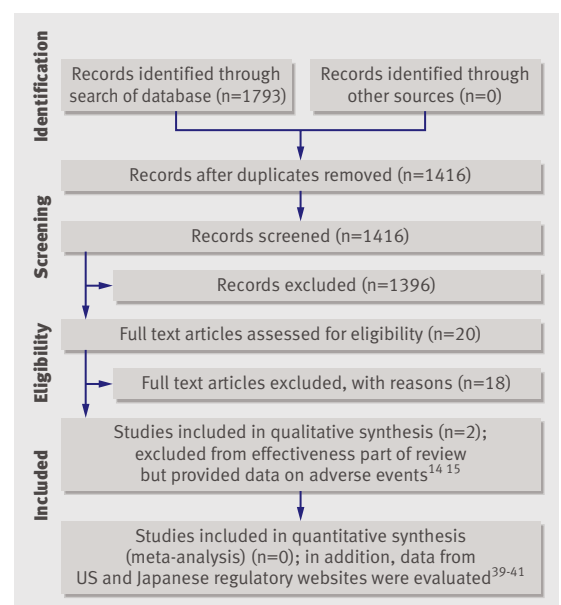 Identification
Records identified through
search of database (n=1793)
Records identified through
other sources (n=0)
Records after duplicates removed (n=1416)
Screening
Records screened (n=1416)
Records excluded (n=1396)
Eligibility
Full text articles assessed for eligibility (n=20)
Full text articles excluded, with reasons (n=18)
Included
Studies included in qualitative synthesis (n=2);
excluded from effectiveness part of review
but provided data on adverse events14 15
Studies included in quantitative synthesis
(meta-analysis) (n=0); in addition, data from
US and Japanese regulatory websites were evaluated39-41